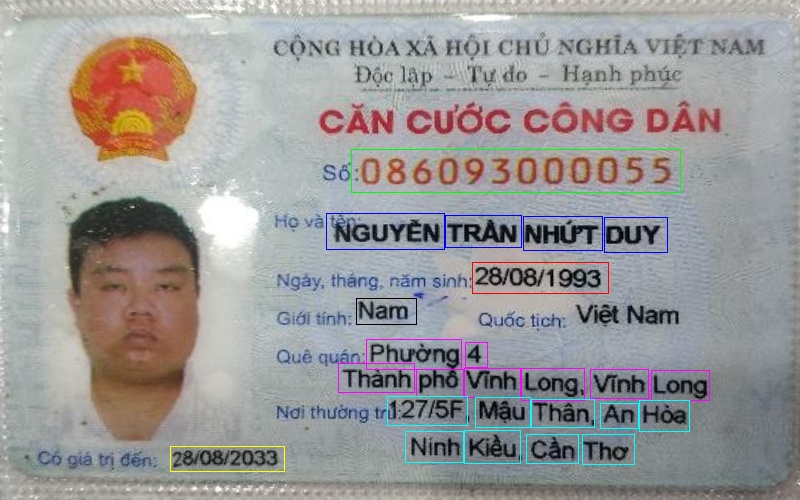 CỘNG HÒA XÃ HỘI CHỦ NGHĨA VIỆT NAM
Độc lập - Tự do - Hạnh phúc
CĂN CƯỚC CÔNG DÂN
Số: 086093000055
Họ và tên: NGUYỄN TRẦN NHỨT DUY
Ngày, tháng, năm sinh: 28/08/1993
Giới tính: Nam Quốc tịch: Việt Nam
Quê quán: Phường 4
Thành phố Vĩnh Long, Vĩnh Long
Nơi thường trú: 127/5F, Mậu Thân, An Hòa
Ninh Kiều, Cần Thơ
Có giá trị đến: 28/08/2033